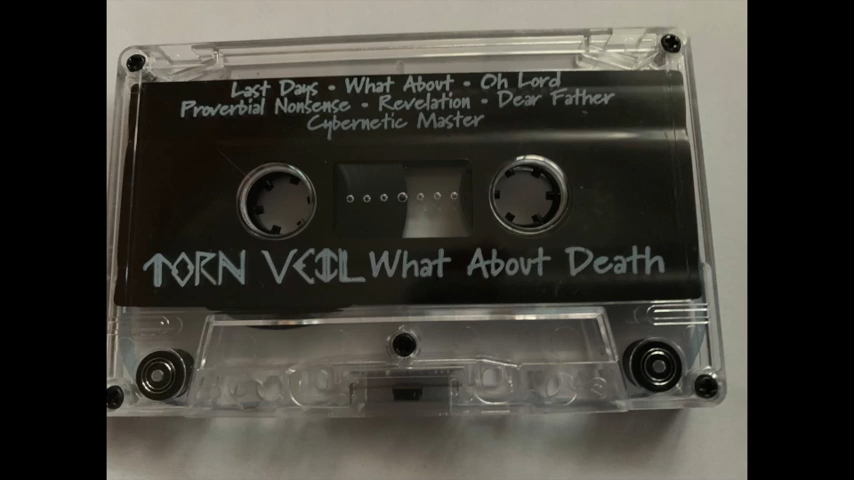 Last Days - What About - Oh Lord
Proverbial Nonsense - Revelation - Dear Father
Cybernetic Master
TORN VEIL What About Death